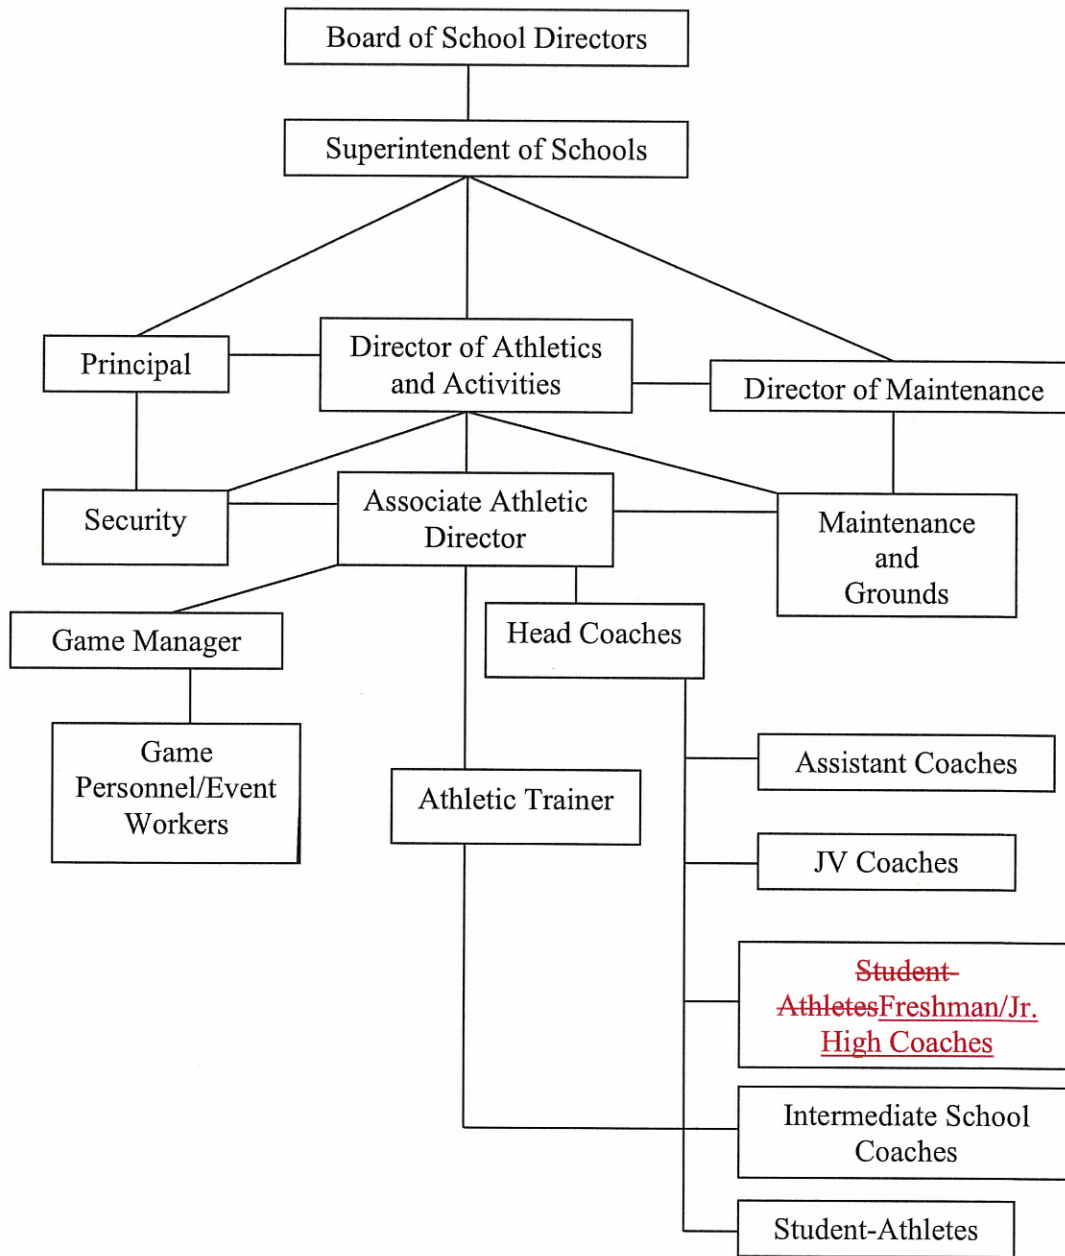 Board of School Directors
Superintendent of Schools
Principal
Director of Athletics
and Activities
Director of Maintenance
Security
Associate Athletic
Director
Maintenance
and
Grounds
Game Manager
Head Coaches
Game
Personnel/Event
Workers
Athletic Trainer
Assistant Coaches
JV Coaches
Student-
AthletesFreshman/Jr.
High Coaches
Intermediate School
Coaches
Student-Athletes